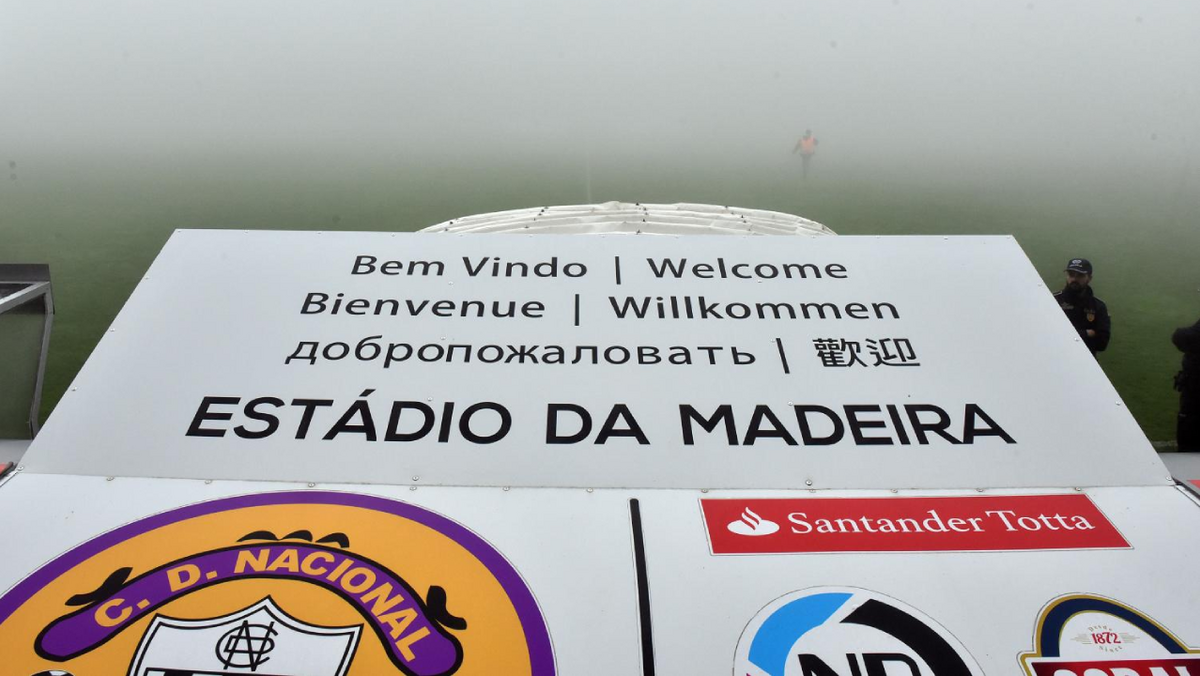 Bem Vindo | Welcome
Bienvenue | Willkommen
добропожаловать | 歡迎
ESTÁDIO DA MADEIRA
C. D. NACIONAL
Santander Totta
1872